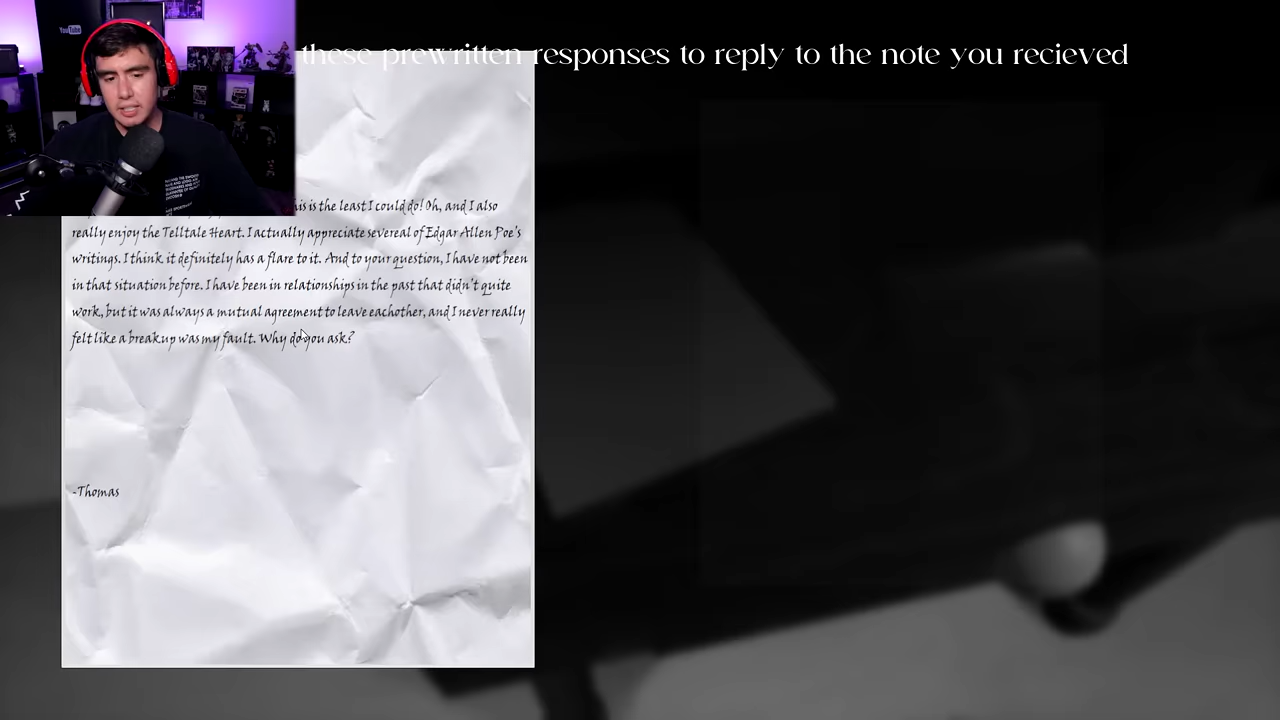 these prewritten responses to reply to the note you recieved
YouTube
his is the least I could do! Oh, and I also
really enjoy the Telltale Heart. I actually appreciate severeal of Edgar Allen Poe's
writings. I think it definitely has a flare to it. And to your question, I have not been
in that situation before. I have been in relationships in the past that didn't quite
work, but it was always a mutual agreement to leave eachother, and I never really
felt like a breakup was my fault. Why do you ask?
-Thomas